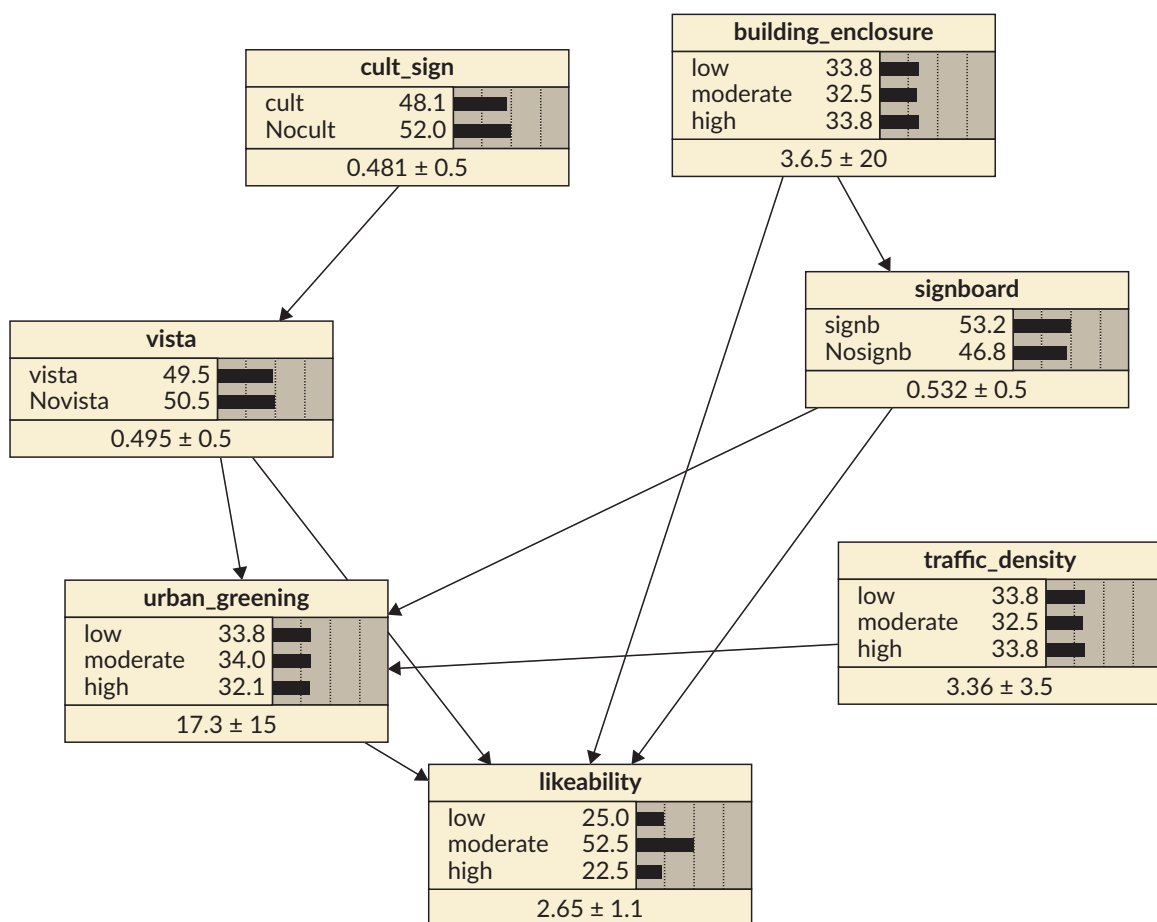 building_enclosure
low 33.8
moderate 32.5
high 33.8
3.6.5 ± 20
cult_sign
cult 48.1
Nocult 52.0
0.481 ± 0.5
signboard
signb 53.2
Nosignb 46.8
0.532 ± 0.5
vista
vista 49.5
Novista 50.5
0.495 ± 0.5
traffic_density
low 33.8
moderate 32.5
high 33.8
3.36 ± 3.5
urban_greening
low 33.8
moderate 34.0
high 32.1
17.3 ± 15
likeability
low 25.0
moderate 52.5
high 22.5
2.65 ± 1.1